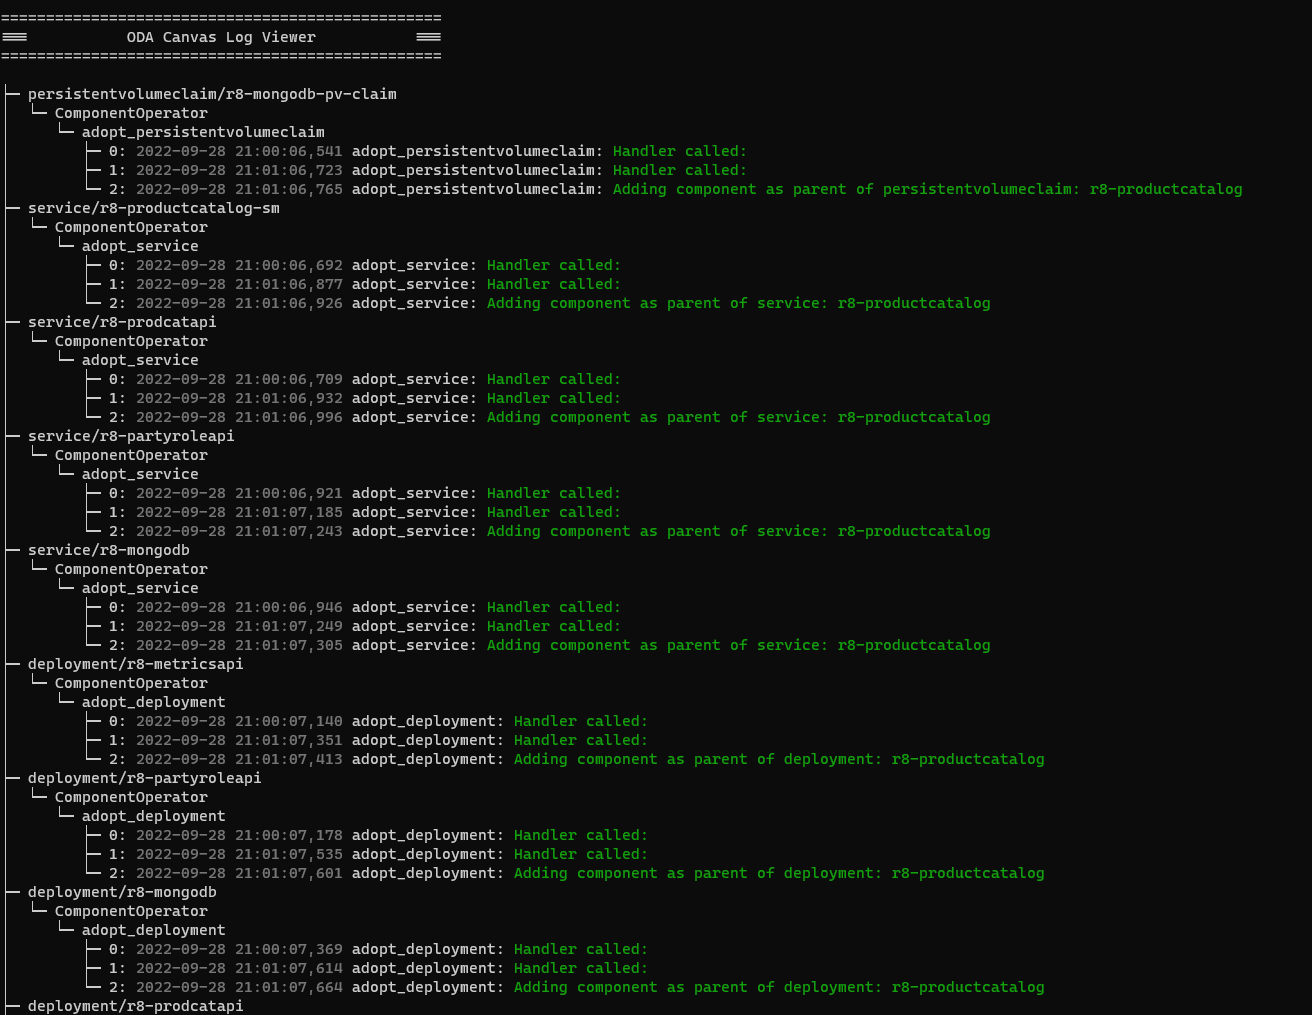 =================================================
===           ODA Canvas Log Viewer           ===
=================================================
├─ persistentvolumeclaim/r8-mongodb-pv-claim
│  └─ ComponentOperator
│     └─ adopt_persistentvolumeclaim
│        ├─ 0: 2022-09-28 21:00:06,541 adopt_persistentvolumeclaim: Handler called:
│        ├─ 1: 2022-09-28 21:01:06,723 adopt_persistentvolumeclaim: Handler called:
│        └─ 2: 2022-09-28 21:01:06,765 adopt_persistentvolumeclaim: Adding component as parent of persistentvolumeclaim: r8-productcatalog
├─ service/r8-productcatalog-sm
│  └─ ComponentOperator
│     └─ adopt_service
│        ├─ 0: 2022-09-28 21:00:06,692 adopt_service: Handler called:
│        ├─ 1: 2022-09-28 21:01:06,877 adopt_service: Handler called:
│        └─ 2: 2022-09-28 21:01:06,926 adopt_service: Adding component as parent of service: r8-productcatalog
├─ service/r8-prodcatapi
│  └─ ComponentOperator
│     └─ adopt_service
│        ├─ 0: 2022-09-28 21:00:06,709 adopt_service: Handler called:
│        ├─ 1: 2022-09-28 21:01:06,932 adopt_service: Handler called:
│        └─ 2: 2022-09-28 21:01:06,996 adopt_service: Adding component as parent of service: r8-productcatalog
├─ service/r8-partyroleapi
│  └─ ComponentOperator
│     └─ adopt_service
│        ├─ 0: 2022-09-28 21:00:06,921 adopt_service: Handler called:
│        ├─ 1: 2022-09-28 21:01:07,185 adopt_service: Handler called:
│        └─ 2: 2022-09-28 21:01:07,243 adopt_service: Adding component as parent of service: r8-productcatalog
├─ service/r8-mongodb
│  └─ ComponentOperator
│     └─ adopt_service
│        ├─ 0: 2022-09-28 21:00:06,946 adopt_service: Handler called:
│        ├─ 1: 2022-09-28 21:01:07,249 adopt_service: Handler called:
│        └─ 2: 2022-09-28 21:01:07,305 adopt_service: Adding component as parent of service: r8-productcatalog
├─ deployment/r8-metricsapi
│  └─ ComponentOperator
│     └─ adopt_deployment
│        ├─ 0: 2022-09-28 21:00:07,140 adopt_deployment: Handler called:
│        ├─ 1: 2022-09-28 21:01:07,351 adopt_deployment: Handler called:
│        └─ 2: 2022-09-28 21:01:07,413 adopt_deployment: Adding component as parent of deployment: r8-productcatalog
├─ deployment/r8-partyroleapi
│  └─ ComponentOperator
│     └─ adopt_deployment
│        ├─ 0: 2022-09-28 21:00:07,178 adopt_deployment: Handler called:
│        ├─ 1: 2022-09-28 21:01:07,535 adopt_deployment: Handler called:
│        └─ 2: 2022-09-28 21:01:07,601 adopt_deployment: Adding component as parent of deployment: r8-productcatalog
├─ deployment/r8-mongodb
│  └─ ComponentOperator
│     └─ adopt_deployment
│        ├─ 0: 2022-09-28 21:00:07,369 adopt_deployment: Handler called:
│        ├─ 1: 2022-09-28 21:01:07,614 adopt_deployment: Handler called:
│        └─ 2: 2022-09-28 21:01:07,664 adopt_deployment: Adding component as parent of deployment: r8-productcatalog
├─ deployment/r8-prodcatapi